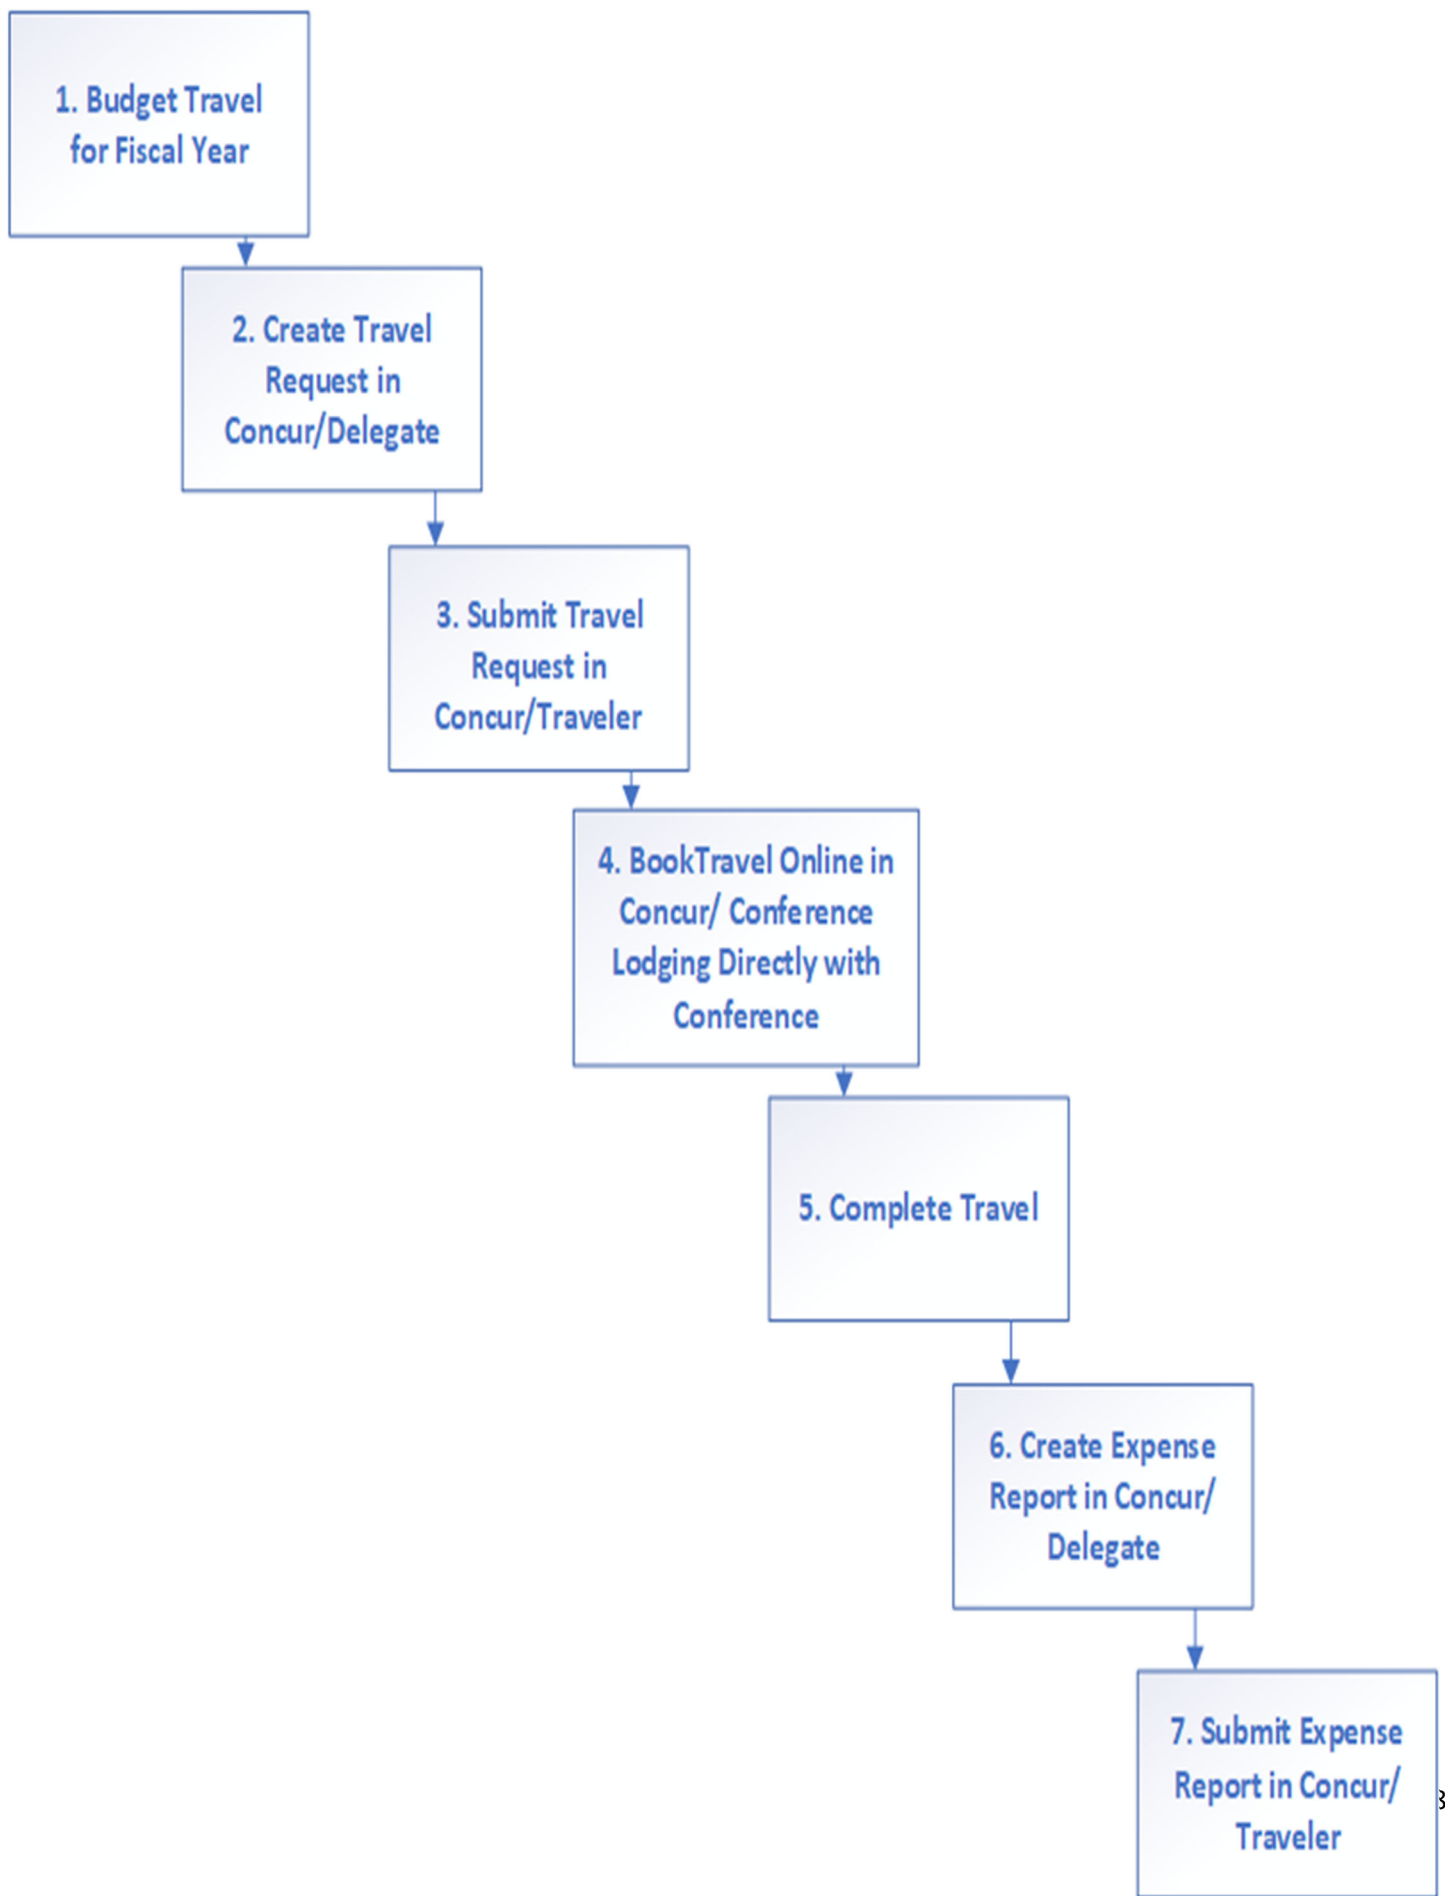 1. Budget Travel
for Fiscal Year
2. Create Travel
Request in
Concur/Delegate
3. Submit Travel
Request in
Concur/Traveler
4. BookTravel Online in
Concur/ Conference
Lodging Directly with
Conference
5. Complete Travel
6. Create Expense
Report in Concur/
Delegate
7. Submit Expense
Report in Concur/
Traveler